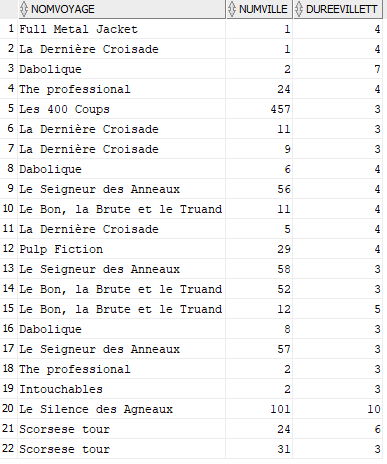 NOMVOYAGE NUMVILLE DUREEVILLETT
1 Full Metal Jacket 1 4
2 La Dernière Croisade 1 4
3 Dabolique 2 7
4 The professional 24 4
5 Les 400 Coups 457 3
6 La Dernière Croisade 11 3
7 La Dernière Croisade 9 3
8 Dabolique 6 4
9 Le Seigneur des Anneaux 56 4
10 Le Bon, la Brute et le Truand 11 4
11 La Dernière Croisade 5 4
12 Pulp Fiction 29 4
13 Le Seigneur des Anneaux 58 3
14 Le Bon, la Brute et le Truand 52 3
15 Le Bon, la Brute et le Truand 12 5
16 Dabolique 8 3
17 Le Seigneur des Anneaux 57 3
18 The professional 2 3
19 Intouchables 2 3
20 Le Silence des Agneaux 101 10
21 Scorsese tour 24 6
22 Scorsese tour 31 3